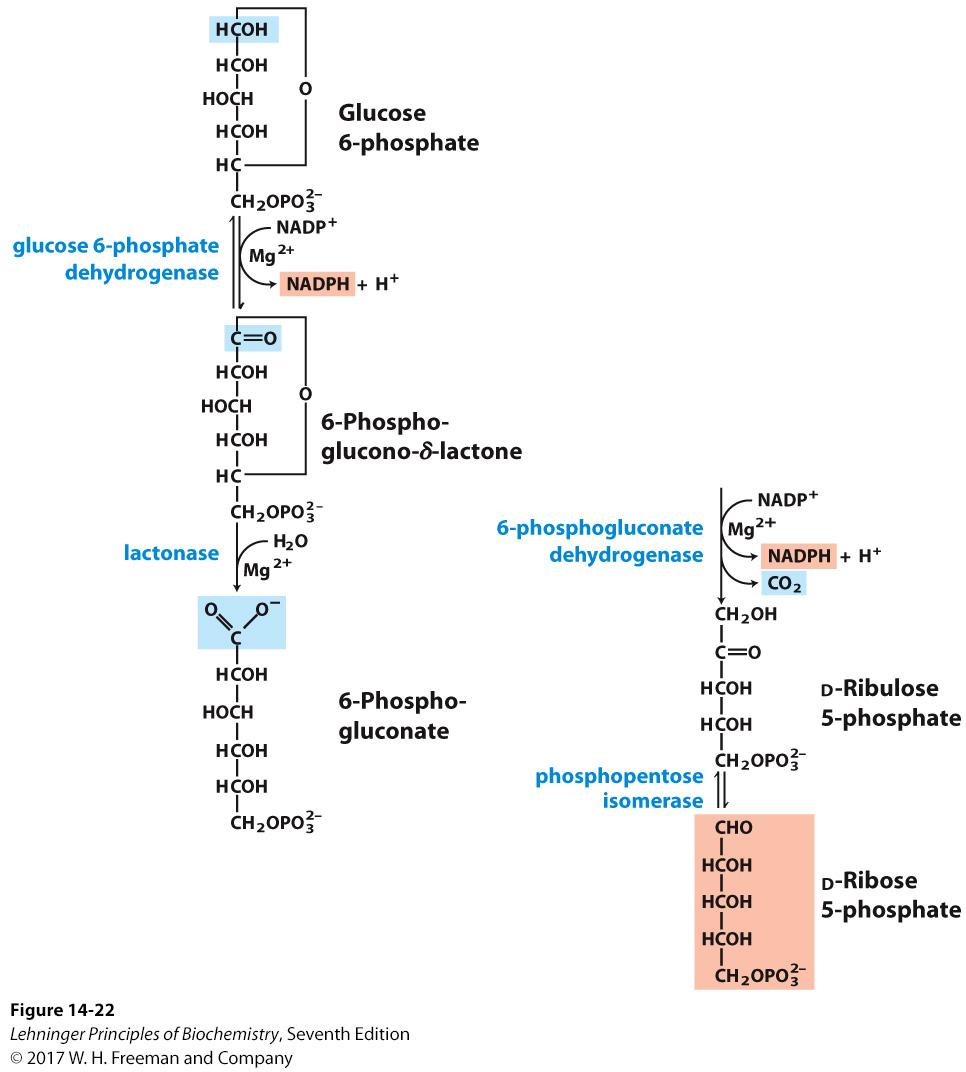 HCOH
HCOH
O
HOCH
Glucose
6-phosphate
HCOH
HC
CH₂OPO₃²⁻
NADP⁺
glucose 6-phosphate
dehydrogenase
Mg²⁺
NADPH + H⁺
C=O
HCOH
O
HOCH
6-Phospho-
glucono-δ-lactone
HCOH
HC
CH₂OPO₃²⁻
lactonase
H₂O
Mg²⁺
O O⁻
C
HCOH
HOCH
6-Phospho-
gluconate
HCOH
HCOH
CH₂OPO₃²⁻
NADP⁺
6-phosphogluconate
dehydrogenase
Mg²⁺
NADPH + H⁺
CO₂
CH₂OH
C=O
HCOH
D-Ribulose
5-phosphate
HCOH
CH₂OPO₃²⁻
phosphopentose
isomerase
CHO
HCOH
D-Ribose
5-phosphate
HCOH
HCOH
CH₂OPO₃²⁻
Figure 14-22
Lehninger Principles of Biochemistry, Seventh Edition
© 2017 W. H. Freeman and Company